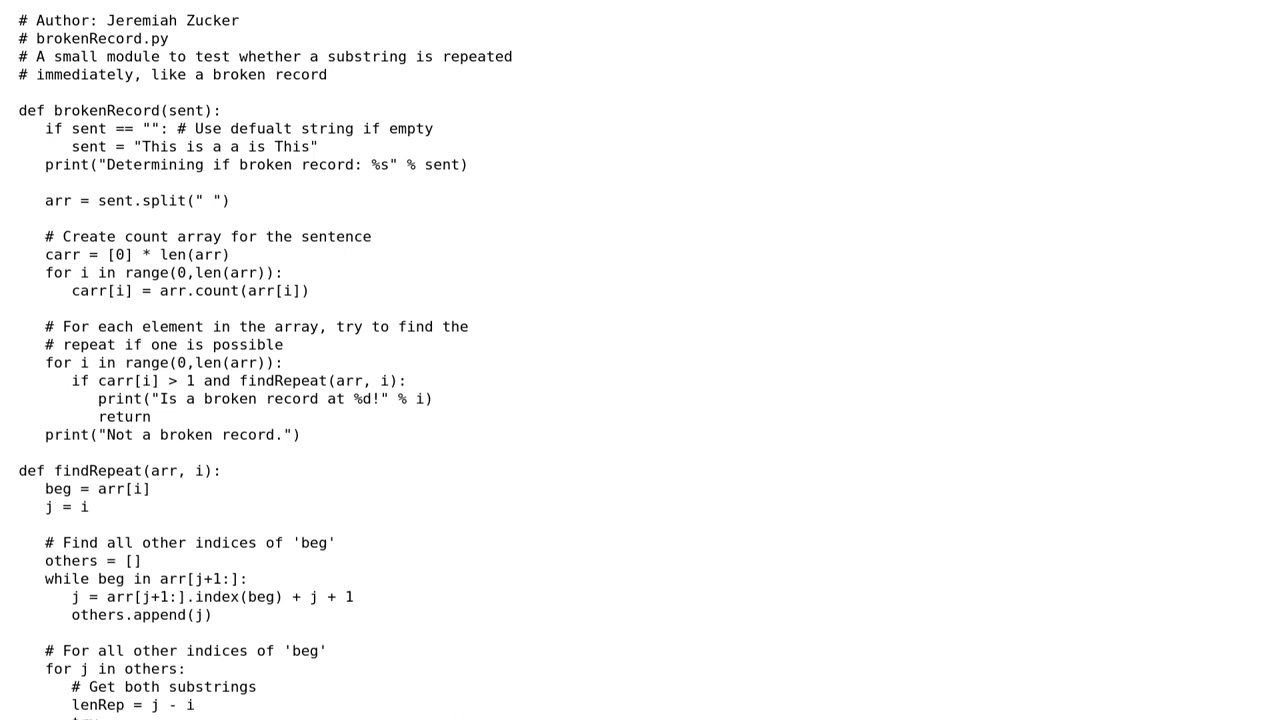 # Author: Jeremiah Zucker
# brokenRecord.py
# A small module to test whether a substring is repeated
# immediately, like a broken record

def brokenRecord(sent):
   if sent == "": # Use defualt string if empty
      sent = "This is a a is This"
   print("Determining if broken record: %s" % sent)

   arr = sent.split(" ")

   # Create count array for the sentence
   carr = [0] * len(arr)
   for i in range(0,len(arr)):
      carr[i] = arr.count(arr[i])

   # For each element in the array, try to find the
   # repeat if one is possible
   for i in range(0,len(arr)):
      if carr[i] > 1 and findRepeat(arr, i):
         print("Is a broken record at %d!" % i)
         return
   print("Not a broken record.")

def findRepeat(arr, i):
   beg = arr[i]
   j = i

   # Find all other indices of 'beg'
   others = []
   while beg in arr[j+1:]:
      j = arr[j+1:].index(beg) + j + 1
      others.append(j)

   # For all other indices of 'beg'
   for j in others:
      # Get both substrings
      lenRep = j - i